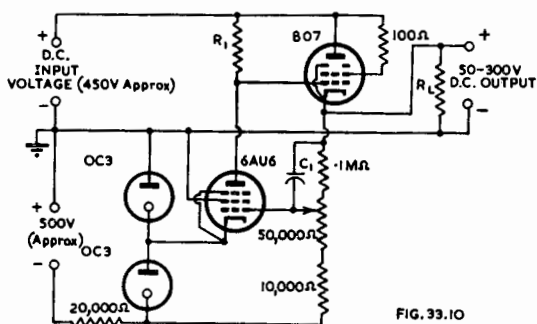 +
D.C.
INPUT
VOLTAGE (450V Approx)
-
R1
807
100Ω
+
RL
50-300V
D.C. OUTPUT
-
OC3
6AU6
C1
·1MΩ
+
500V
(Approx)
-
OC3
50,000Ω
10,000Ω
20,000Ω
FIG. 33.10